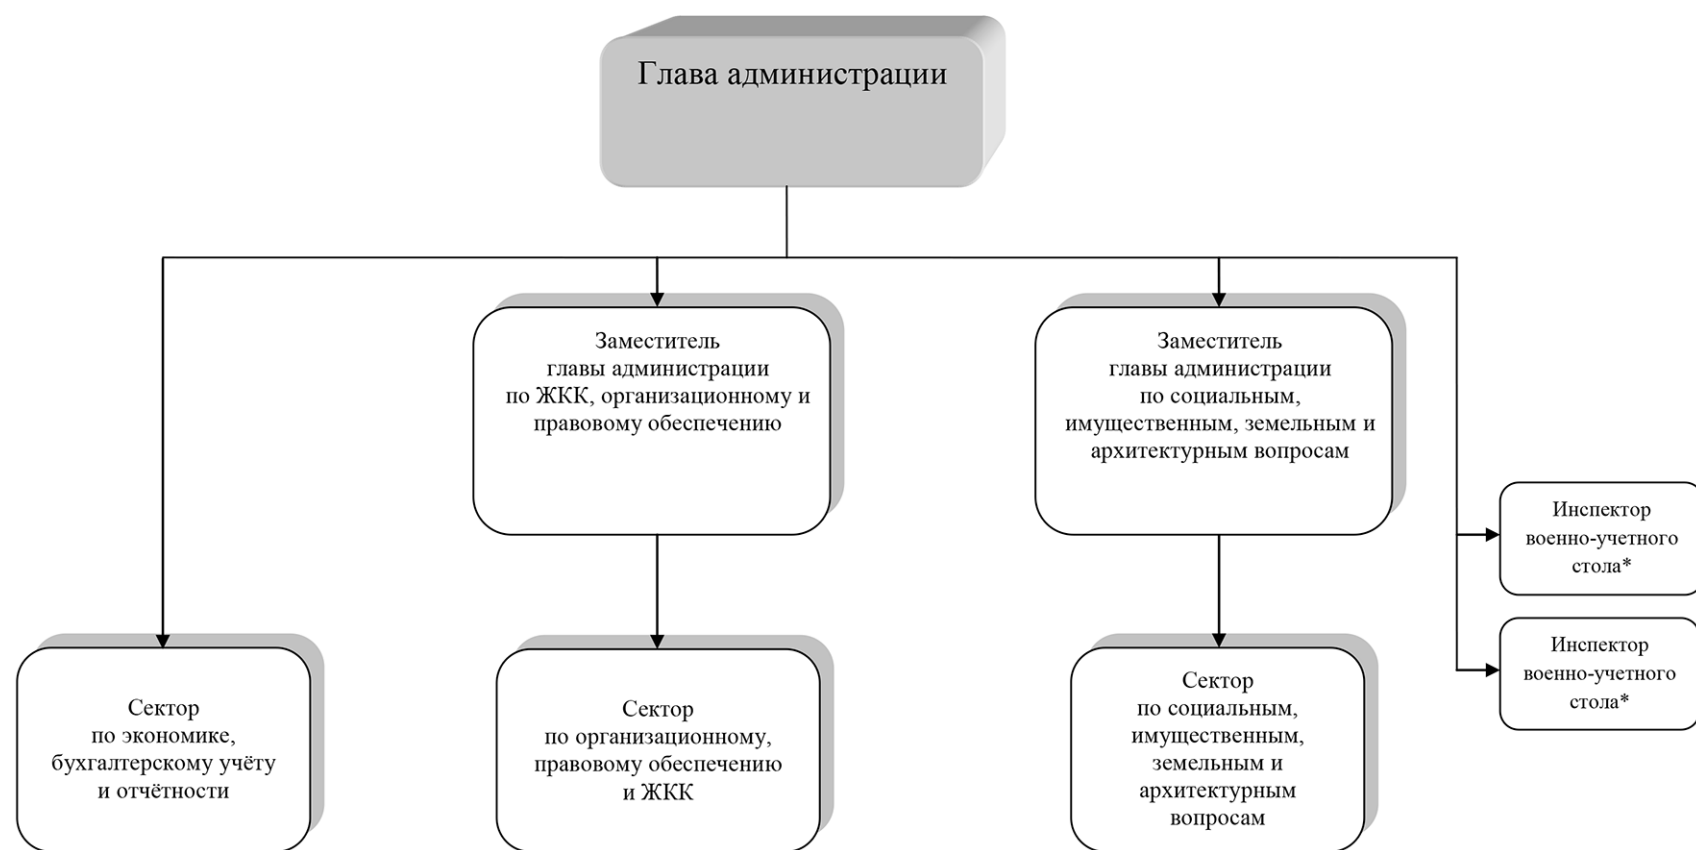 Глава администрации
Заместитель
главы администрации
по ЖКК, организационному и
правовому обеспечению
Заместитель
главы администрации
по социальным,
имущественным, земельным и
архитектурным вопросам
Инспектор
военно-учетного
стола*
Инспектор
военно-учетного
стола*
Сектор
по экономике,
бухгалтерскому учёту
и отчётности
Сектор
по организационному,
правовому обеспечению
и ЖКК
Сектор
по социальным,
имущественным,
земельным и
архитектурным
вопросам